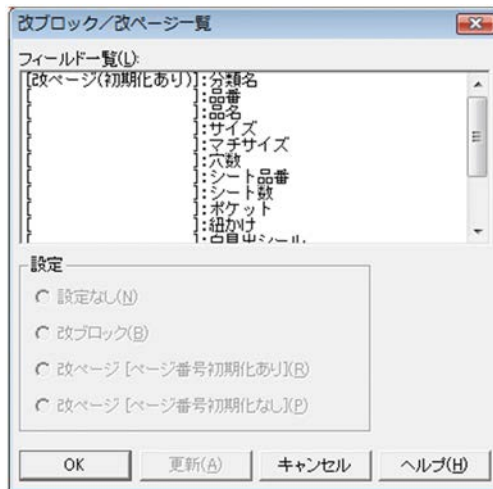 改ブロック/改ページ一覧
フィールド一覧(L):
[改ページ(初期化あり)]:分類名
[ ]:品番
[ ]:品名
[ ]:サイズ
[ ]:マチサイズ
[ ]:穴数
[ ]:シート品番
[ ]:シート数
[ ]:ポケット
[ ]:紐かけ
設定
設定なし(N)
改ブロック(B)
改ページ [ページ番号初期化あり](R)
改ページ [ページ番号初期化なし](P)
OK 更新(A) キャンセル ヘルプ(H)